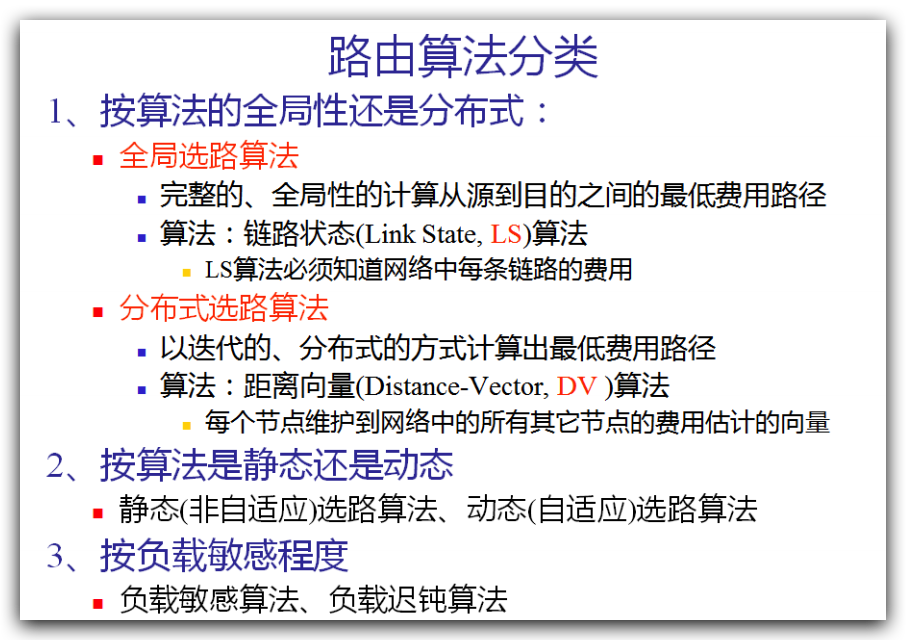 路由算法分类
1、按算法的全局性还是分布式：
全局选路算法
完整的、全局性的计算从源到目的之间的最低费用路径
算法：链路状态(Link State, LS)算法
LS算法必须知道网络中每条链路的费用
分布式选路算法
以迭代的、分布式的方式计算出最低费用路径
算法：距离向量(Distance-Vector, DV )算法
每个节点维护到网络中的所有其它节点的费用估计的向量
2、按算法是静态还是动态
静态(非自适应)选路算法、动态(自适应)选路算法
3、按负载敏感程度
负载敏感算法、负载迟钝算法